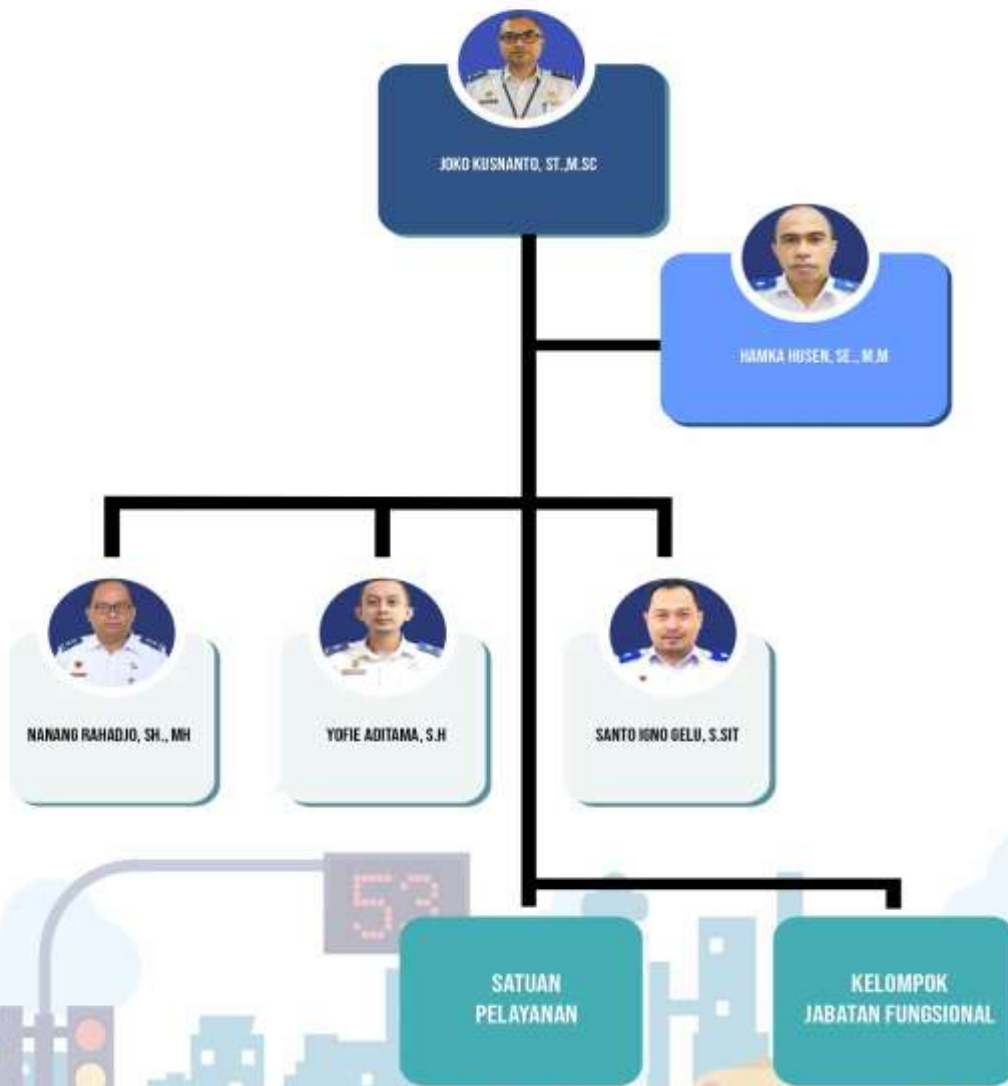 JOKO KUSNANTO, ST.,M.SC
HAMKA HUSEN, SE., M.M
NANANG RAHADJO, SH., MH
YOFIE ADITAMA, S.H
SANTO IGNO GELU, S.SIT
53
SATUAN
PELAYANAN
KELOMPOK
JABATAN FUNGSIONAL